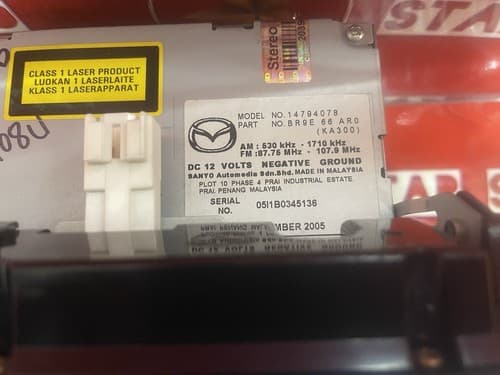 CLASS 1 LASER PRODUCT
LUOKAN 1 LASERLAITE
KLASS 1 LASERAPPARAT
Stereo
MODEL NO. 14794078
PART NO. BR9E 66 AR0
(KA300)
AM : 530 kHz - 1710 kHz
FM : 87.75 MHz - 107.9 MHz
DC 12 VOLTS NEGATIVE GROUND
SANYO Automedia Sdn.Bhd. MADE IN MALAYSIA
PLOT 10 PHASE 4 PRAI INDUSTRIAL ESTATE
PRAI. PENANG MALAYSIA
SERIAL NO. 05I1B0345136
MBER 2005
STAR